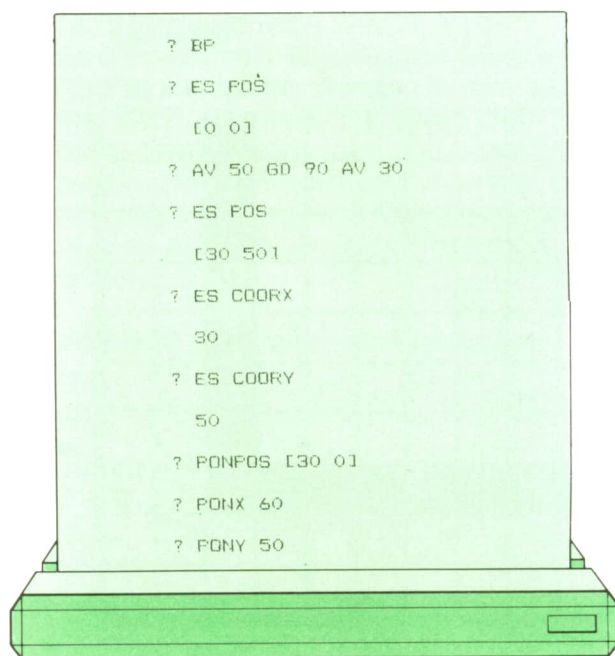 ? BP
? ES POS
[0 0]
? AV 50 GD 90 AV 30
? ES POS
[30 50]
? ES COORX
30
? ES COORY
50
? PONPOS [30 0]
? PONX 60
? PONY 50